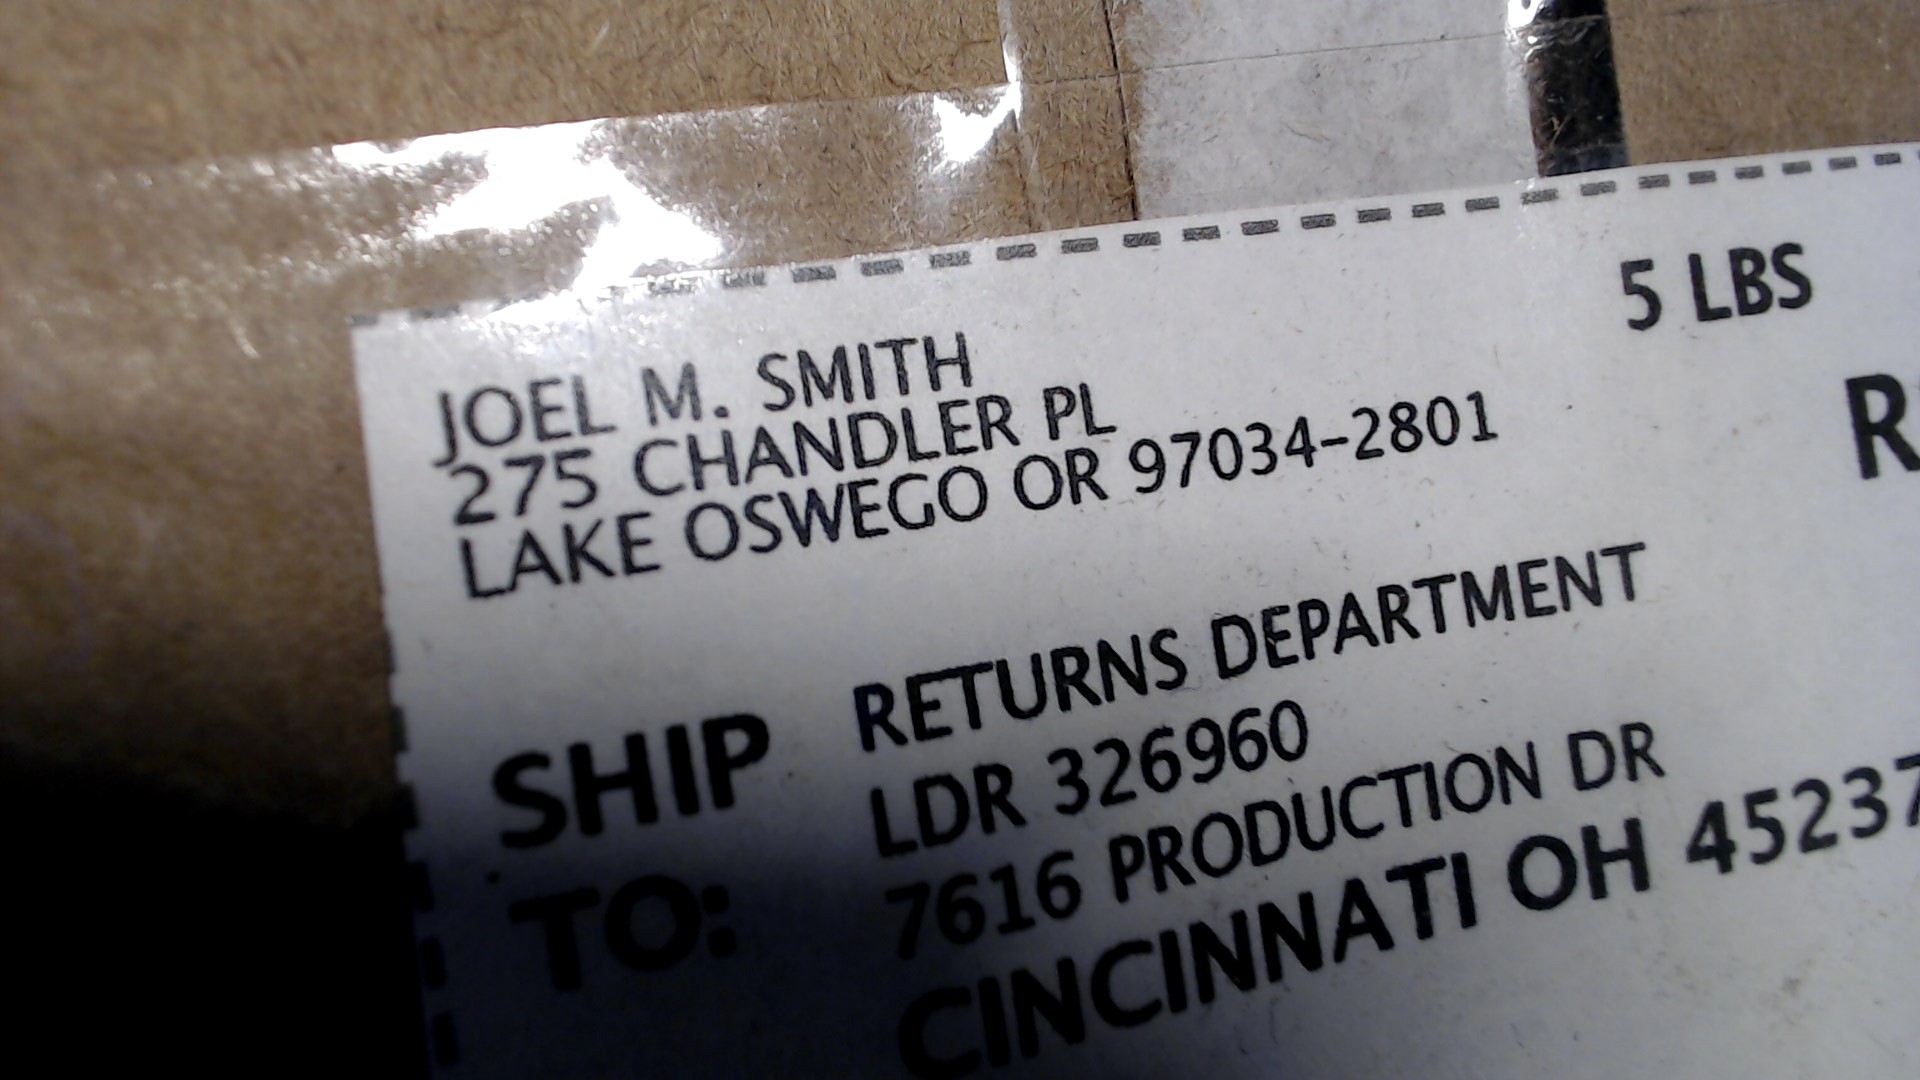 JOEL M. SMITH
275 CHANDLER PL
LAKE OSWEGO OR 97034-2801
5 LBS
R
SHIP
TO:
RETURNS DEPARTMENT
LDR 326960
7616 PRODUCTION DR
CINCINNATI OH 45237